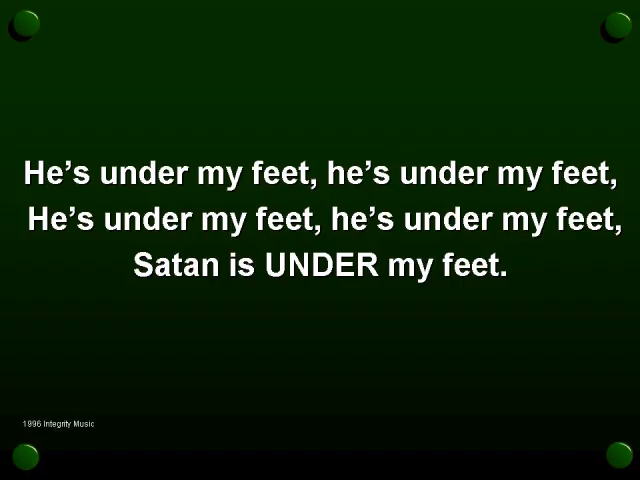 He’s under my feet, he’s under my feet,
He’s under my feet, he’s under my feet,
Satan is UNDER my feet.
1996 Integrity Music